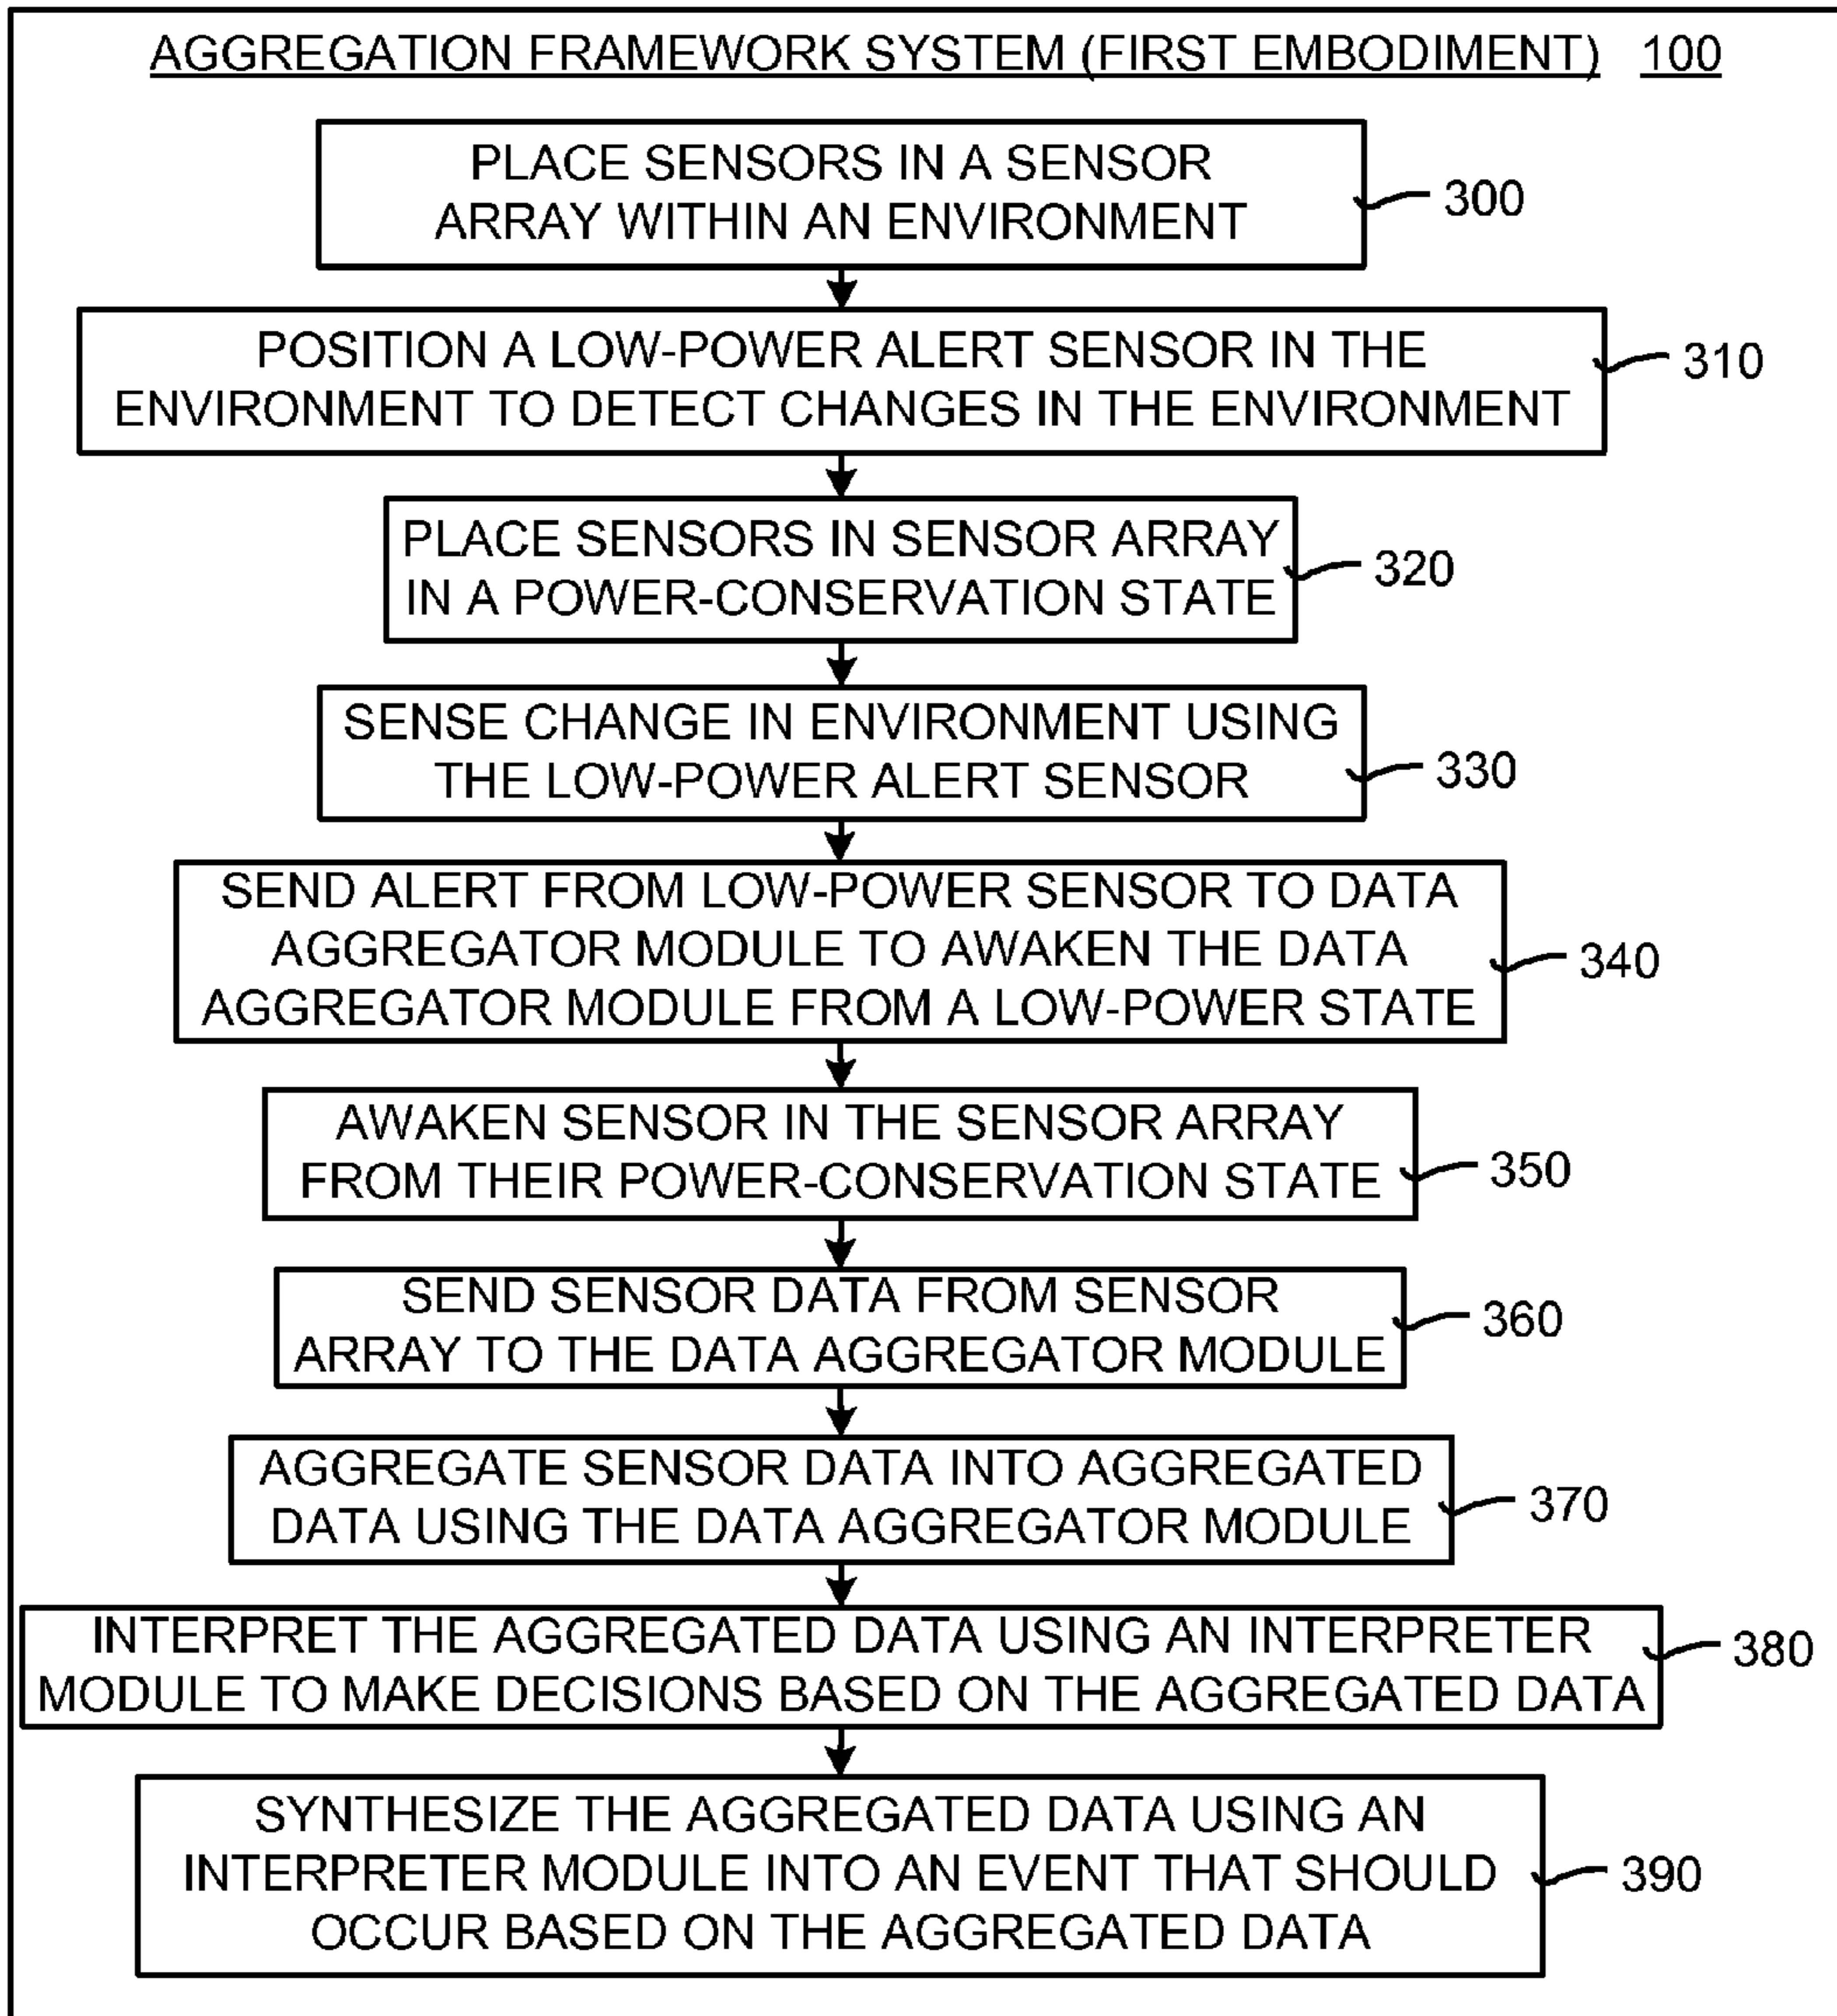 AGGREGATION FRAMEWORK SYSTEM (FIRST EMBODIMENT) 100
PLACE SENSORS IN A SENSOR
ARRAY WITHIN AN ENVIRONMENT
300
POSITION A LOW-POWER ALERT SENSOR IN THE
ENVIRONMENT TO DETECT CHANGES IN THE ENVIRONMENT
310
PLACE SENSORS IN SENSOR ARRAY
IN A POWER-CONSERVATION STATE
320
SENSE CHANGE IN ENVIRONMENT USING
THE LOW-POWER ALERT SENSOR
330
SEND ALERT FROM LOW-POWER SENSOR TO DATA
AGGREGATOR MODULE TO AWAKEN THE DATA
AGGREGATOR MODULE FROM A LOW-POWER STATE
340
AWAKEN SENSOR IN THE SENSOR ARRAY
FROM THEIR POWER-CONSERVATION STATE
350
SEND SENSOR DATA FROM SENSOR
ARRAY TO THE DATA AGGREGATOR MODULE
360
AGGREGATE SENSOR DATA INTO AGGREGATED
DATA USING THE DATA AGGREGATOR MODULE
370
INTERPRET THE AGGREGATED DATA USING AN INTERPRETER
MODULE TO MAKE DECISIONS BASED ON THE AGGREGATED DATA
380
SYNTHESIZE THE AGGREGATED DATA USING AN
INTERPRETER MODULE INTO AN EVENT THAT SHOULD
OCCUR BASED ON THE AGGREGATED DATA
390